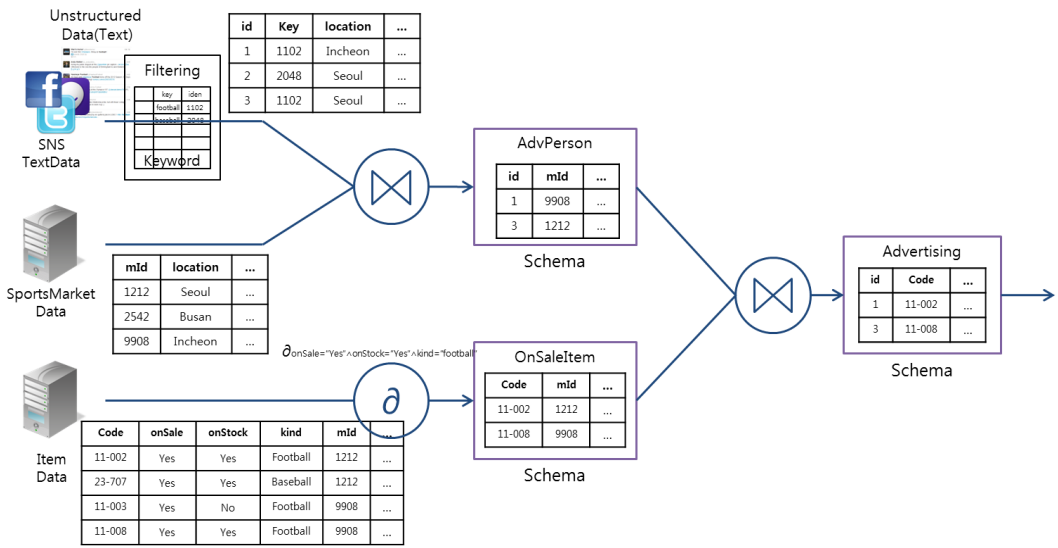 Unstructured
Data(Text)
SNS
TextData
Filtering
key iden
football 1102
baseball 2048
Keyword
id Key location ...
1 1102 Incheon ...
2 2048 Seoul ...
3 1102 Seoul ...
SportsMarket
Data
mId location ...
1212 Seoul ...
2542 Busan ...
9908 Incheon ...
AdvPerson
id mId ...
1 9908 ...
3 1212 ...
Schema
Item
Data
∂onSale="Yes"∧onStock="Yes"∧kind="football"
∂
Code onSale onStock kind mId ...
11-002 Yes Yes Football 1212 ...
23-707 Yes Yes Baseball 1212 ...
11-003 Yes No Football 9908 ...
11-008 Yes Yes Football 9908 ...
OnSaleItem
Code mId ...
11-002 1212 ...
11-008 9908 ...
Schema
Advertising
id Code ...
1 11-002 ...
3 11-008 ...
Schema